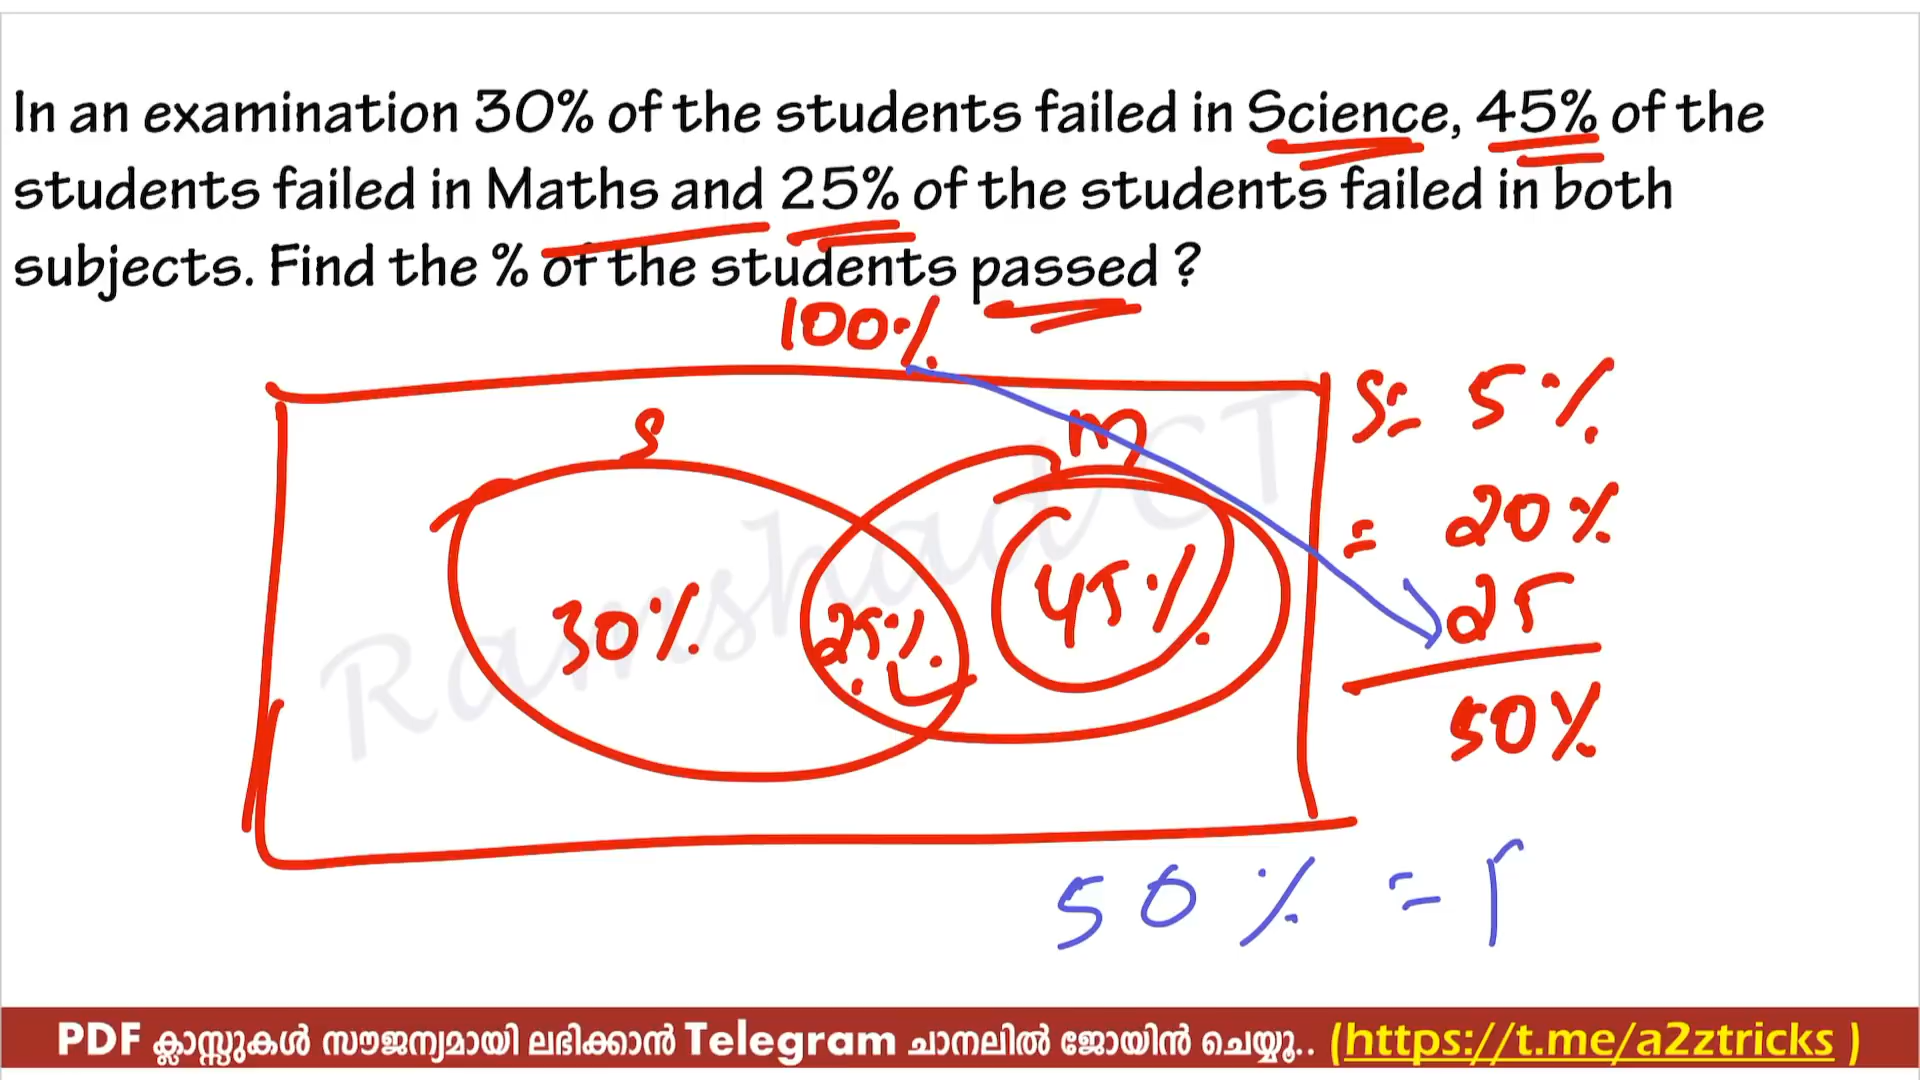 In an examination 30% of the students failed in Science, 45% of the
students failed in Maths and 25% of the students failed in both
subjects. Find the % of the students passed ?
100%
S
m
30%
25%
45%
S= 5%
= 20%
25
50%
50% = P
Ramshad CT
PDF ക്ലാസ്സുകൾ സൗജന്യമായി ലഭിക്കാൻ Telegram ചാനലിൽ ജോയിൻ ചെയ്യൂ.. (https://t.me/a2ztricks )